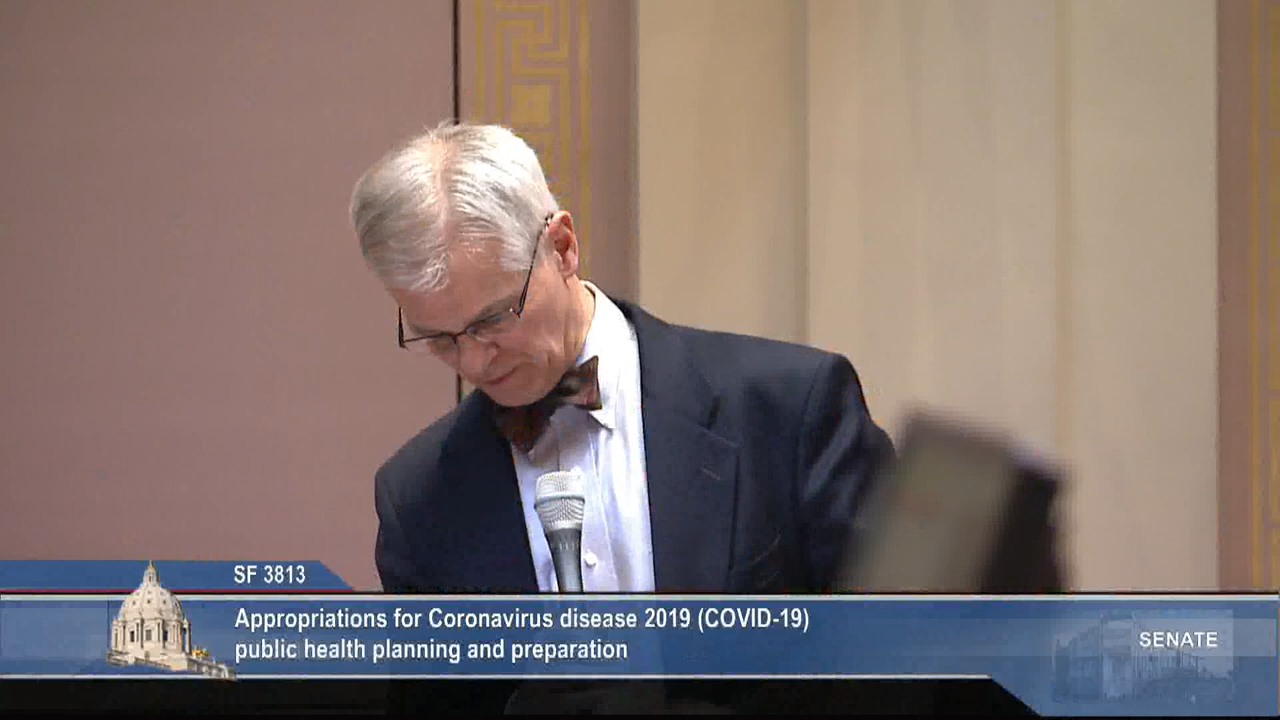 SF 3813
Appropriations for Coronavirus disease 2019 (COVID-19)
public health planning and preparation
SENATE